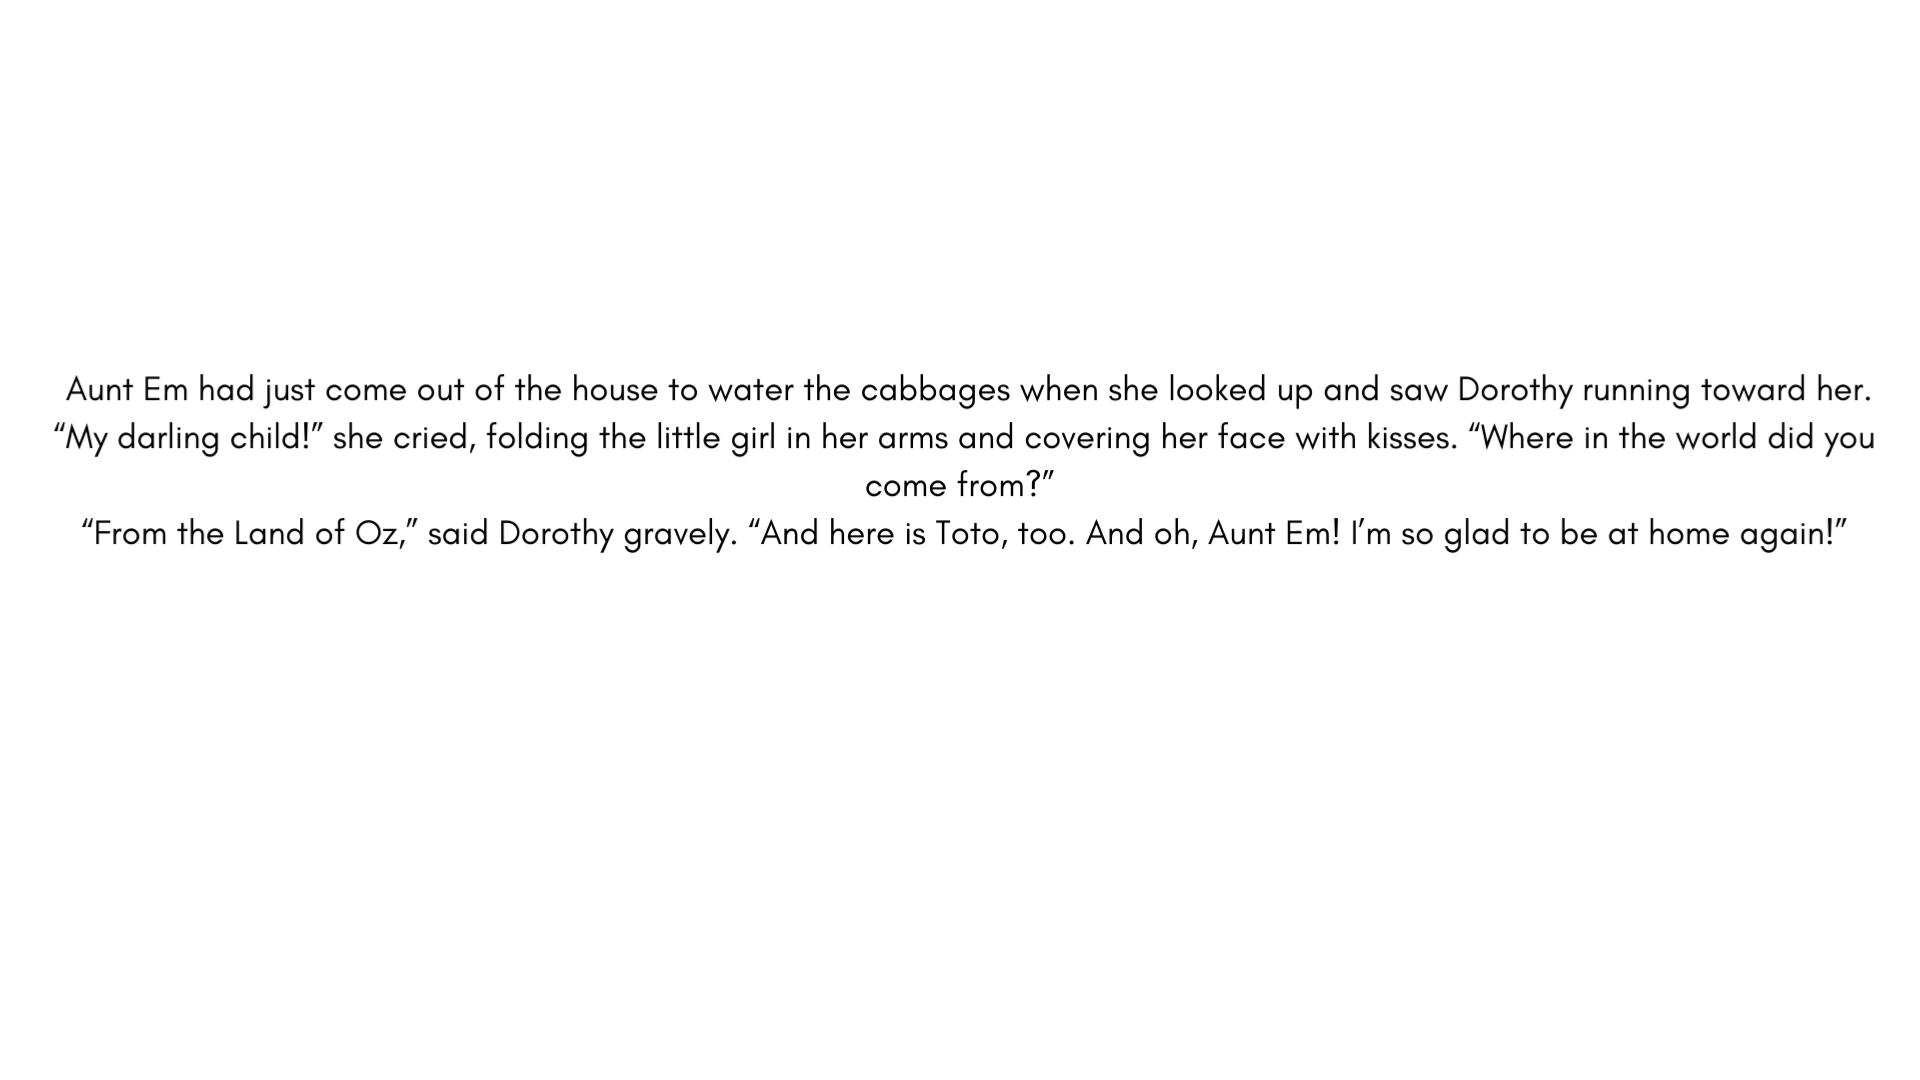 Aunt Em had just come out of the house to water the cabbages when she looked up and saw Dorothy running toward her.
“My darling child!” she cried, folding the little girl in her arms and covering her face with kisses. “Where in the world did you
come from?”
“From the Land of Oz,” said Dorothy gravely. “And here is Toto, too. And oh, Aunt Em! I’m so glad to be at home again!”